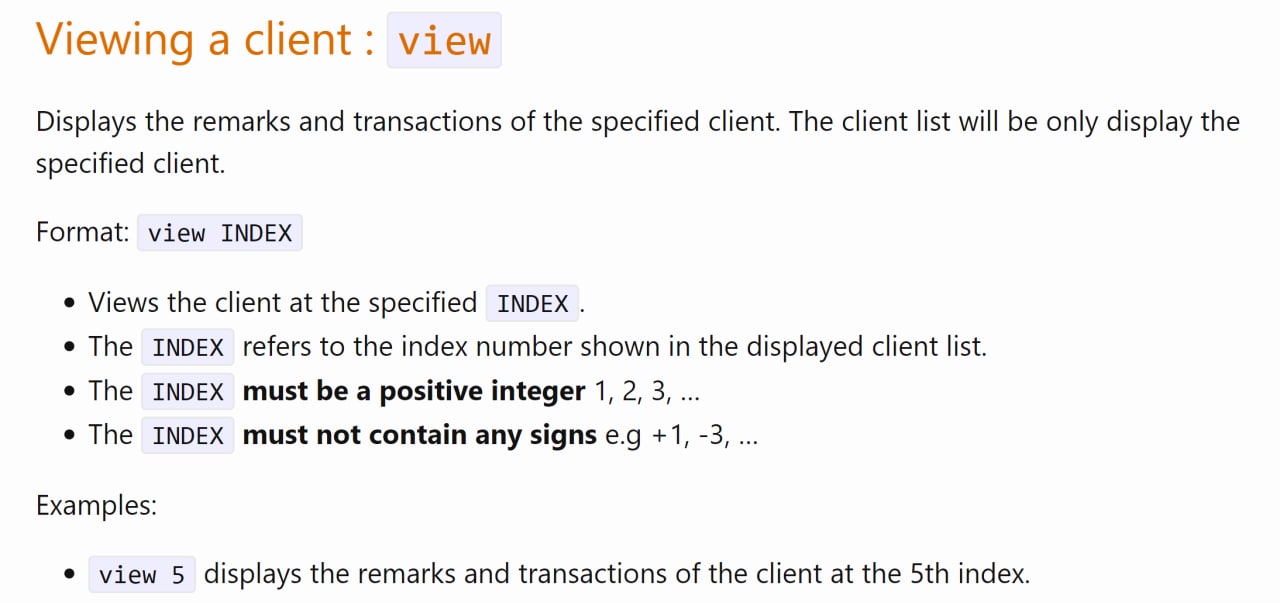 Viewing a client : view
Displays the remarks and transactions of the specified client. The client list will be only display the
specified client.
Format: view INDEX
• Views the client at the specified INDEX.
• The INDEX refers to the index number shown in the displayed client list.
• The INDEX must be a positive integer 1, 2, 3, …
• The INDEX must not contain any signs e.g +1, -3, …
Examples:
• view 5 displays the remarks and transactions of the client at the 5th index.